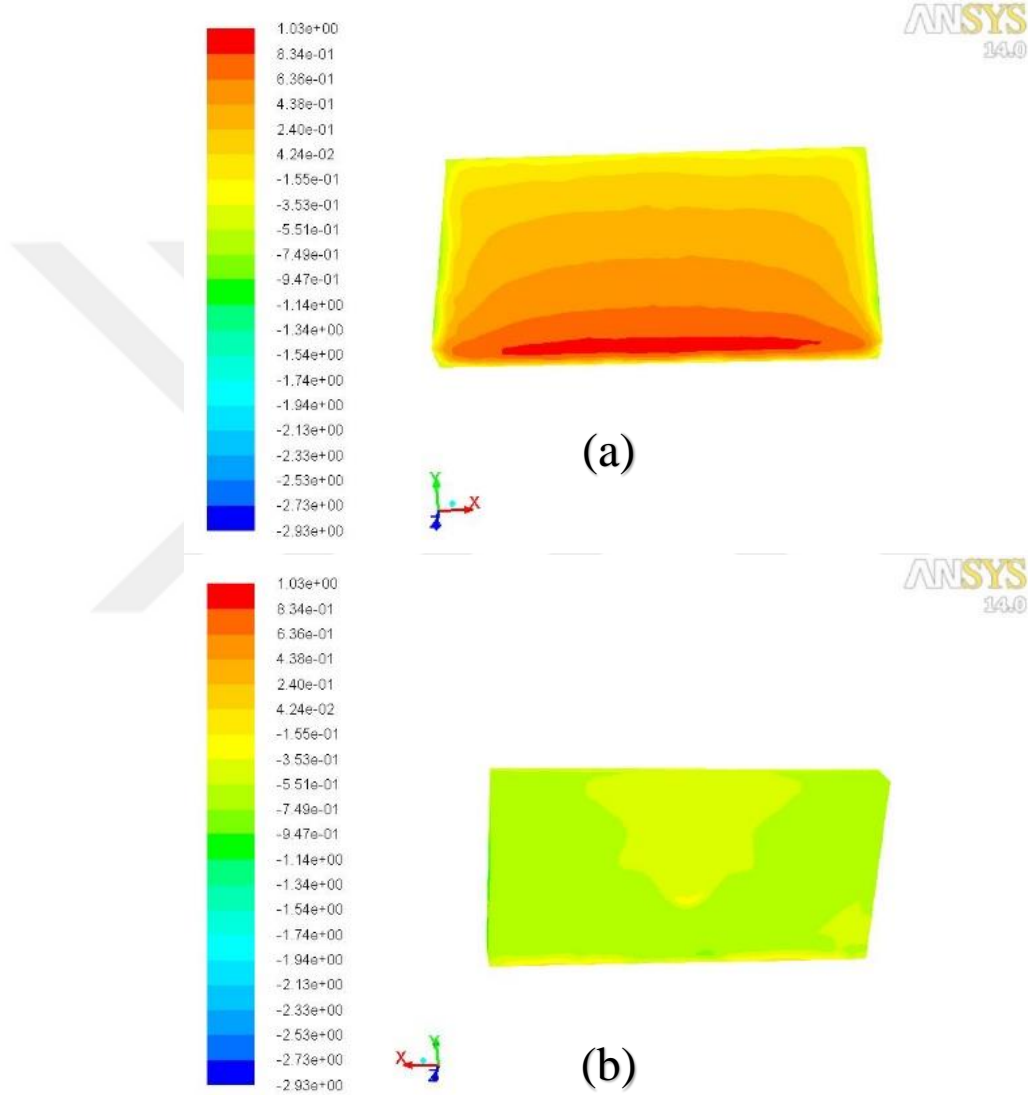 ANSYS
14.0
1.03e+00
8.34e-01
6.36e-01
4.38e-01
2.40e-01
4.24e-02
-1.55e-01
-3.53e-01
-5.51e-01
-7.49e-01
-9.47e-01
-1.14e+00
-1.34e+00
-1.54e+00
-1.74e+00
-1.94e+00
-2.13e+00
-2.33e+00
-2.53e+00
-2.73e+00
-2.93e+00
Y
X
Z
(a)
ANSYS
14.0
1.03e+00
8.34e-01
6.36e-01
4.38e-01
2.40e-01
4.24e-02
-1.55e-01
-3.53e-01
-5.51e-01
-7.49e-01
-9.47e-01
-1.14e+00
-1.34e+00
-1.54e+00
-1.74e+00
-1.94e+00
-2.13e+00
-2.33e+00
-2.53e+00
-2.73e+00
-2.93e+00
Y
X
Z
(b)